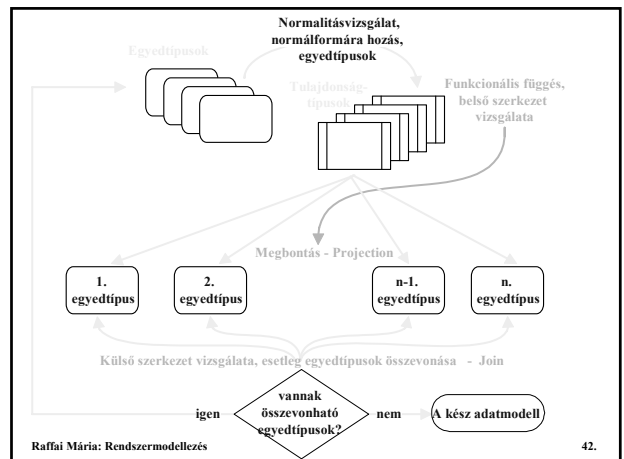 Normalitásvizsgálat,
normálformára hozás,
egyedtípusok
Egyedtípusok
Tulajdonság-
típusok
Funkcionális függés,
belső szerkezet
vizsgálata
Megbontás - Projection
1.
egyedtípus
2.
egyedtípus
n-1.
egyedtípus
n.
egyedtípus
Külső szerkezet vizsgálata, esetleg egyedtípusok összevonása - Join
vannak
összevonható
egyedtípusok?
igen
nem
A kész adatmodell
Raffai Mária: Rendszermodellezés
42.